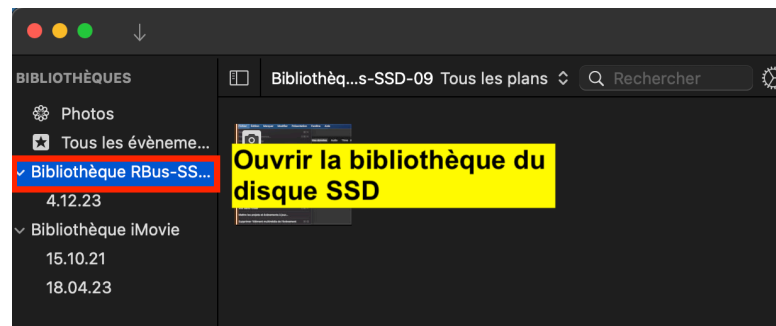 BIBLIOTHÈQUES
Bibliothèq...s-SSD-09 Tous les plans
Rechercher
Photos
Tous les évèneme...
Bibliothèque RBus-SS...
4.12.23
Bibliothèque iMovie
15.10.21
18.04.23
Ouvrir la bibliothèque du
disque SSD